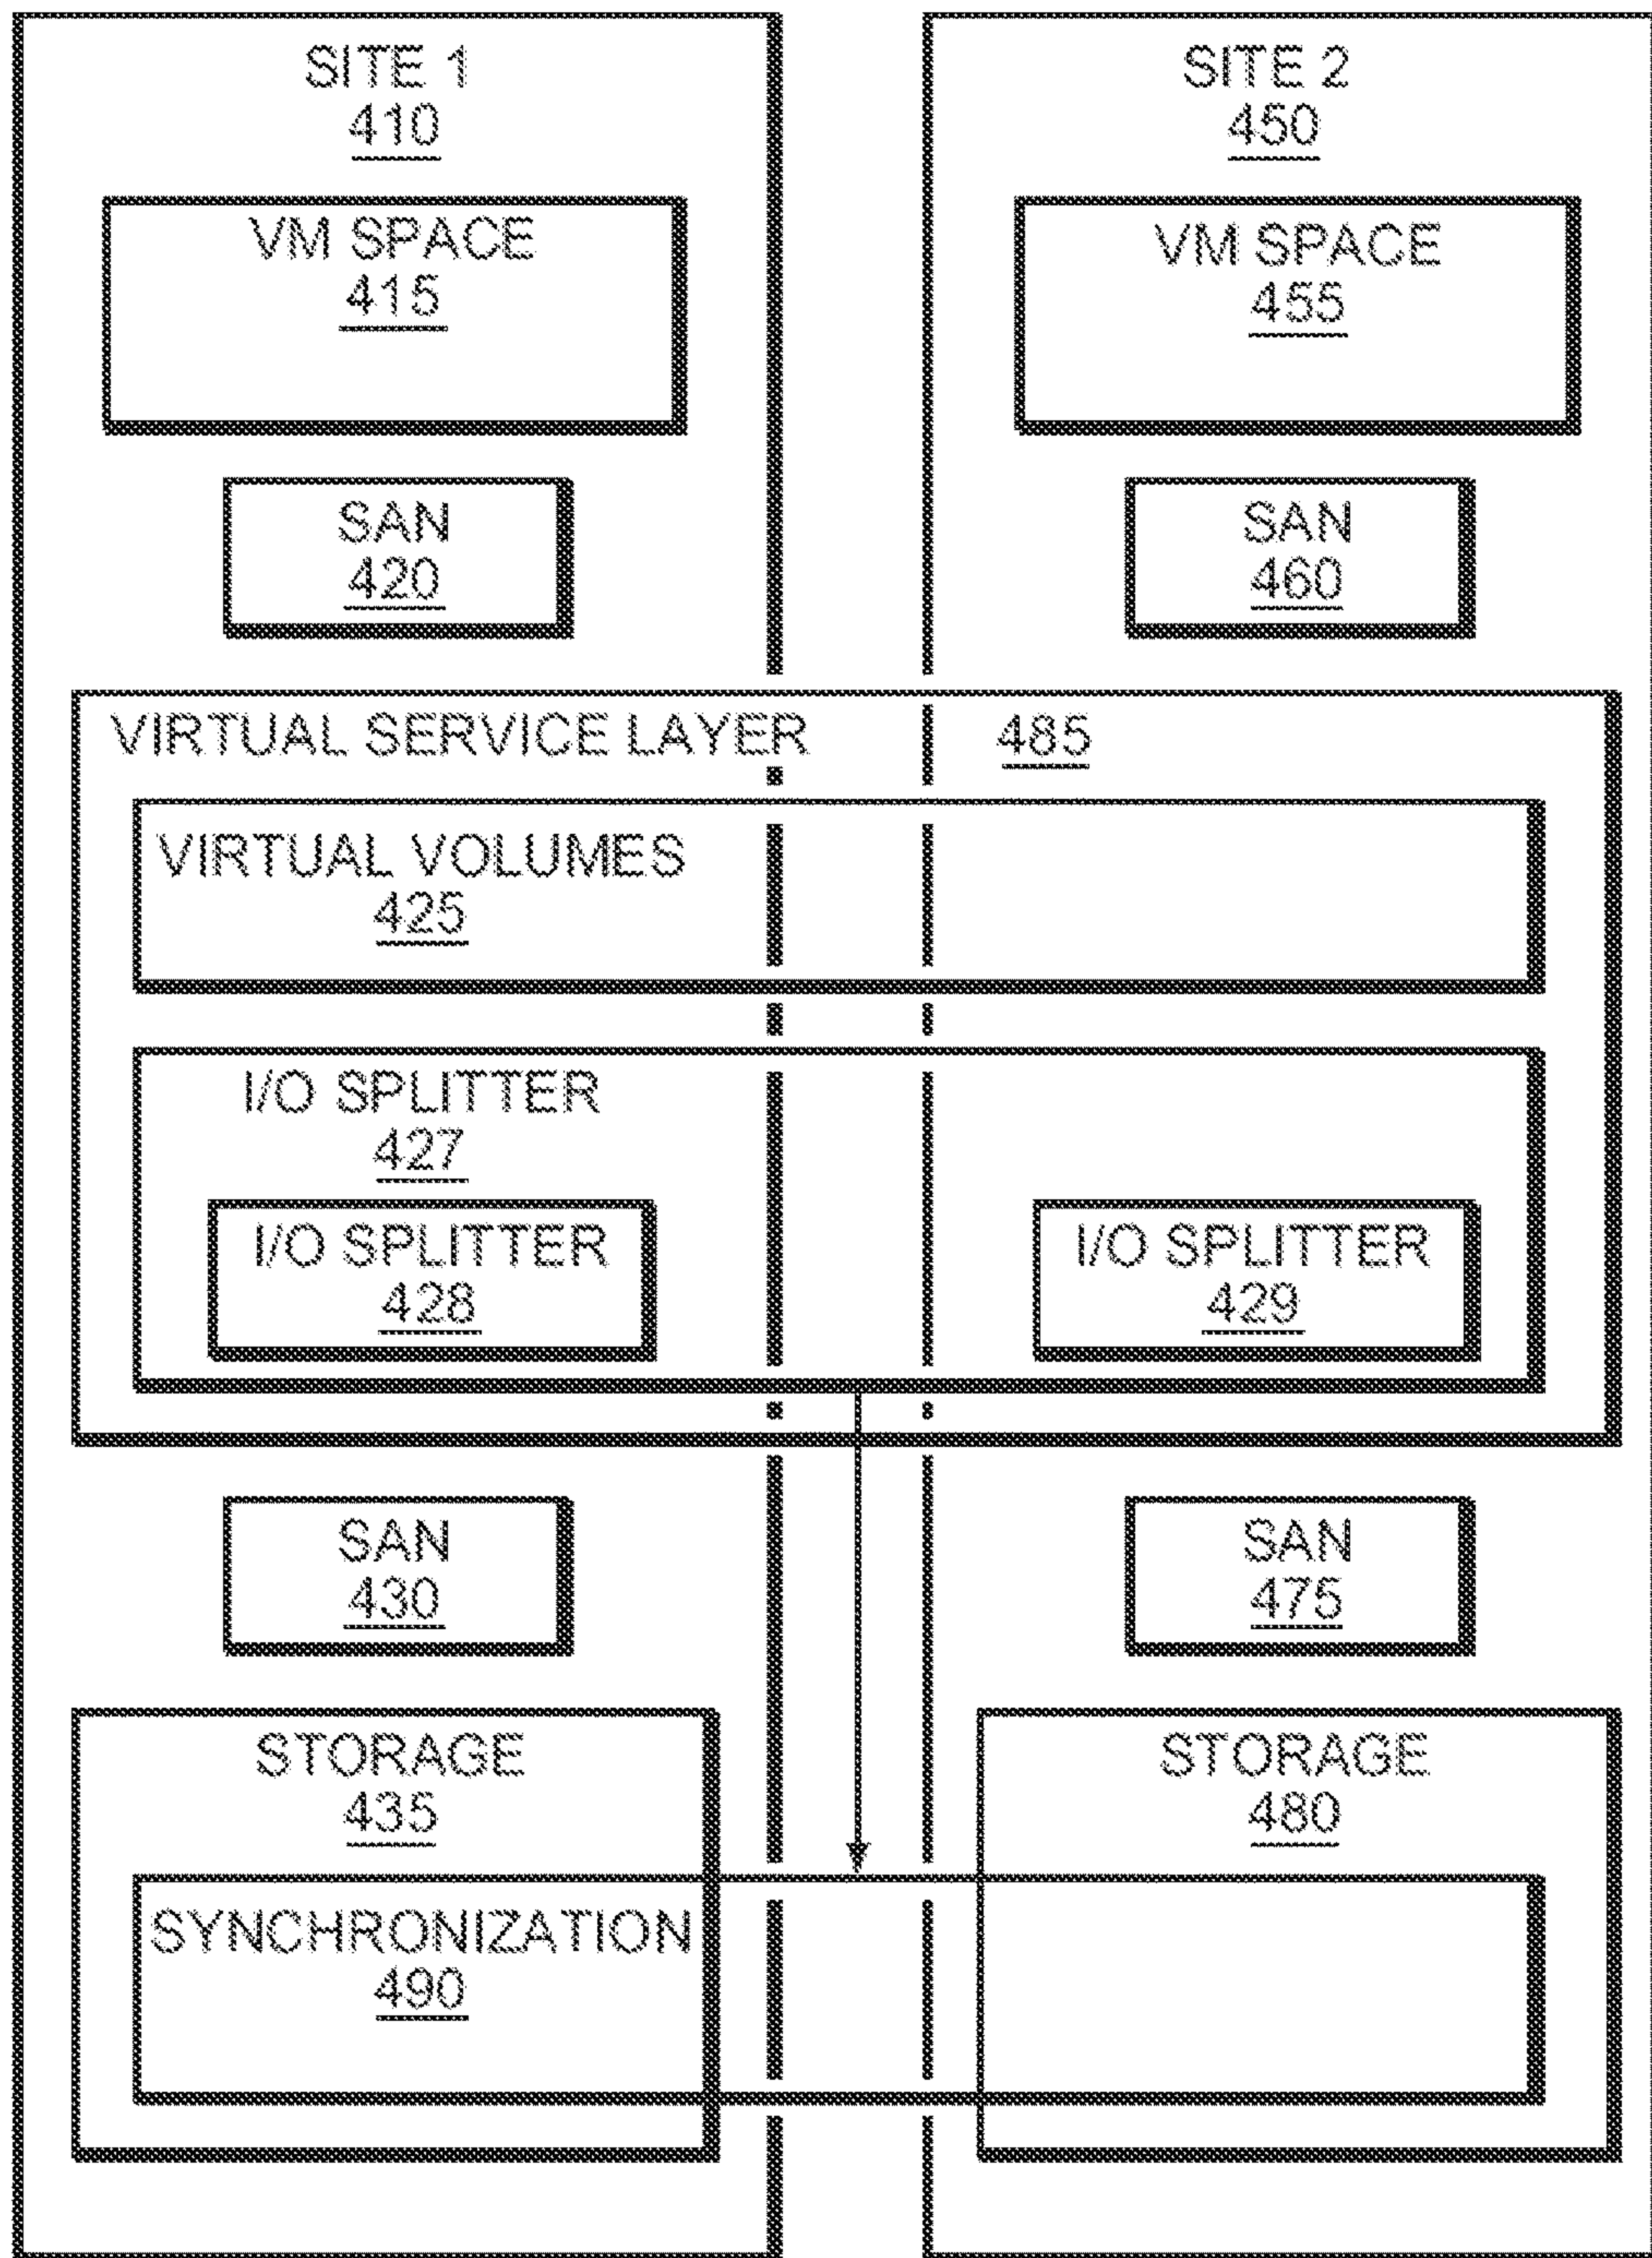 SITE 1
410
VM SPACE
415
SAN
420
SITE 2
450
VM SPACE
455
SAN
460
VIRTUAL SERVICE LAYER 485
VIRTUAL VOLUMES
425
I/O SPLITTER
427
I/O SPLITTER
428
I/O SPLITTER
429
SAN
430
SAN
475
STORAGE
435
STORAGE
480
SYNCHRONIZATION
490